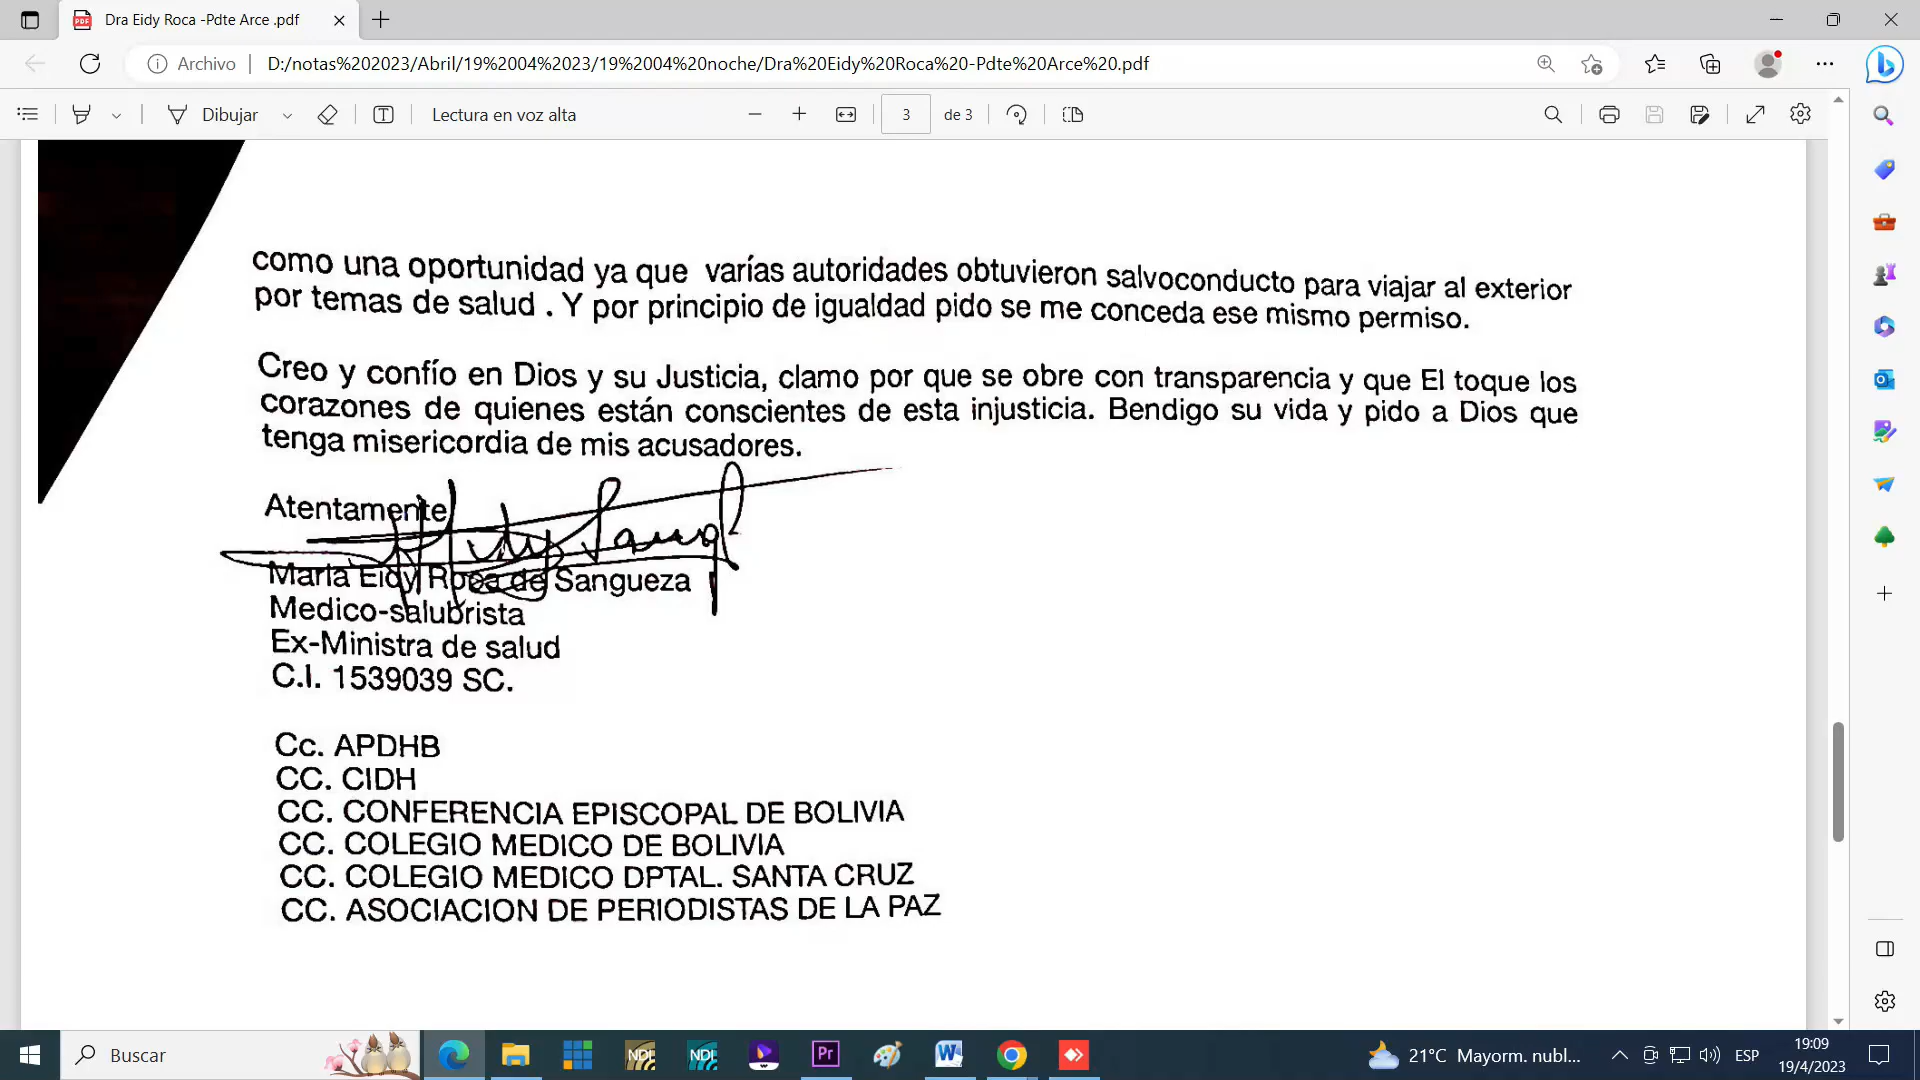 Dra Eidy Roca -Pdte Arce .pdf
Archivo
D:/notas%202023/Abril/19%2004%2023/19%2004%20noche/Dra%20Eidy%20Roca%20-Pdte%20Arce%20.pdf
Dibujar
Lectura en voz alta
3 de 3
como una oportunidad ya que varías autoridades obtuvieron salvoconducto para viajar al exterior
por temas de salud . Y por principio de igualdad pido se me conceda ese mismo permiso.
Creo y confío en Dios y su Justicia, clamo por que se obre con transparencia y que El toque los
corazones de quienes están conscientes de esta injusticia. Bendigo su vida y pido a Dios que
tenga misericordia de mis acusadores.
Atentamente
María Eidy Roca de Sangueza
Medico-salubrista
Ex-Ministra de salud
C.I. 1539039 SC.
Cc. APDHB
CC. CIDH
CC. CONFERENCIA EPISCOPAL DE BOLIVIA
CC. COLEGIO MEDICO DE BOLIVIA
CC. COLEGIO MEDICO DPTAL. SANTA CRUZ
CC. ASOCIACION DE PERIODISTAS DE LA PAZ
Buscar
NDI
NDI
Pr
W
21°C Mayorm. nubl...
ESP
19:09
19/4/2023